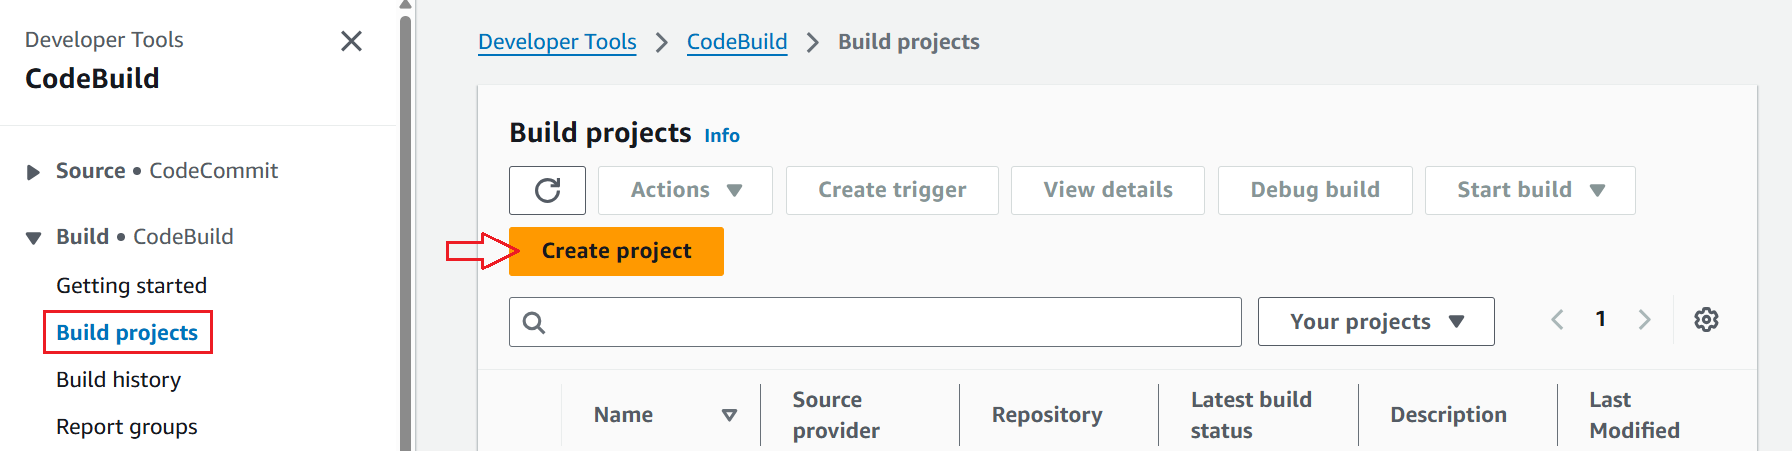 Developer Tools
CodeBuild
Source • CodeCommit
Build • CodeBuild
Getting started
Build projects
Build history
Report groups
Developer Tools > CodeBuild > Build projects
Build projects Info
Actions Create trigger View details Debug build Start build
Create project
Your projects 1
Name Source provider Repository Latest build status Description Last Modified